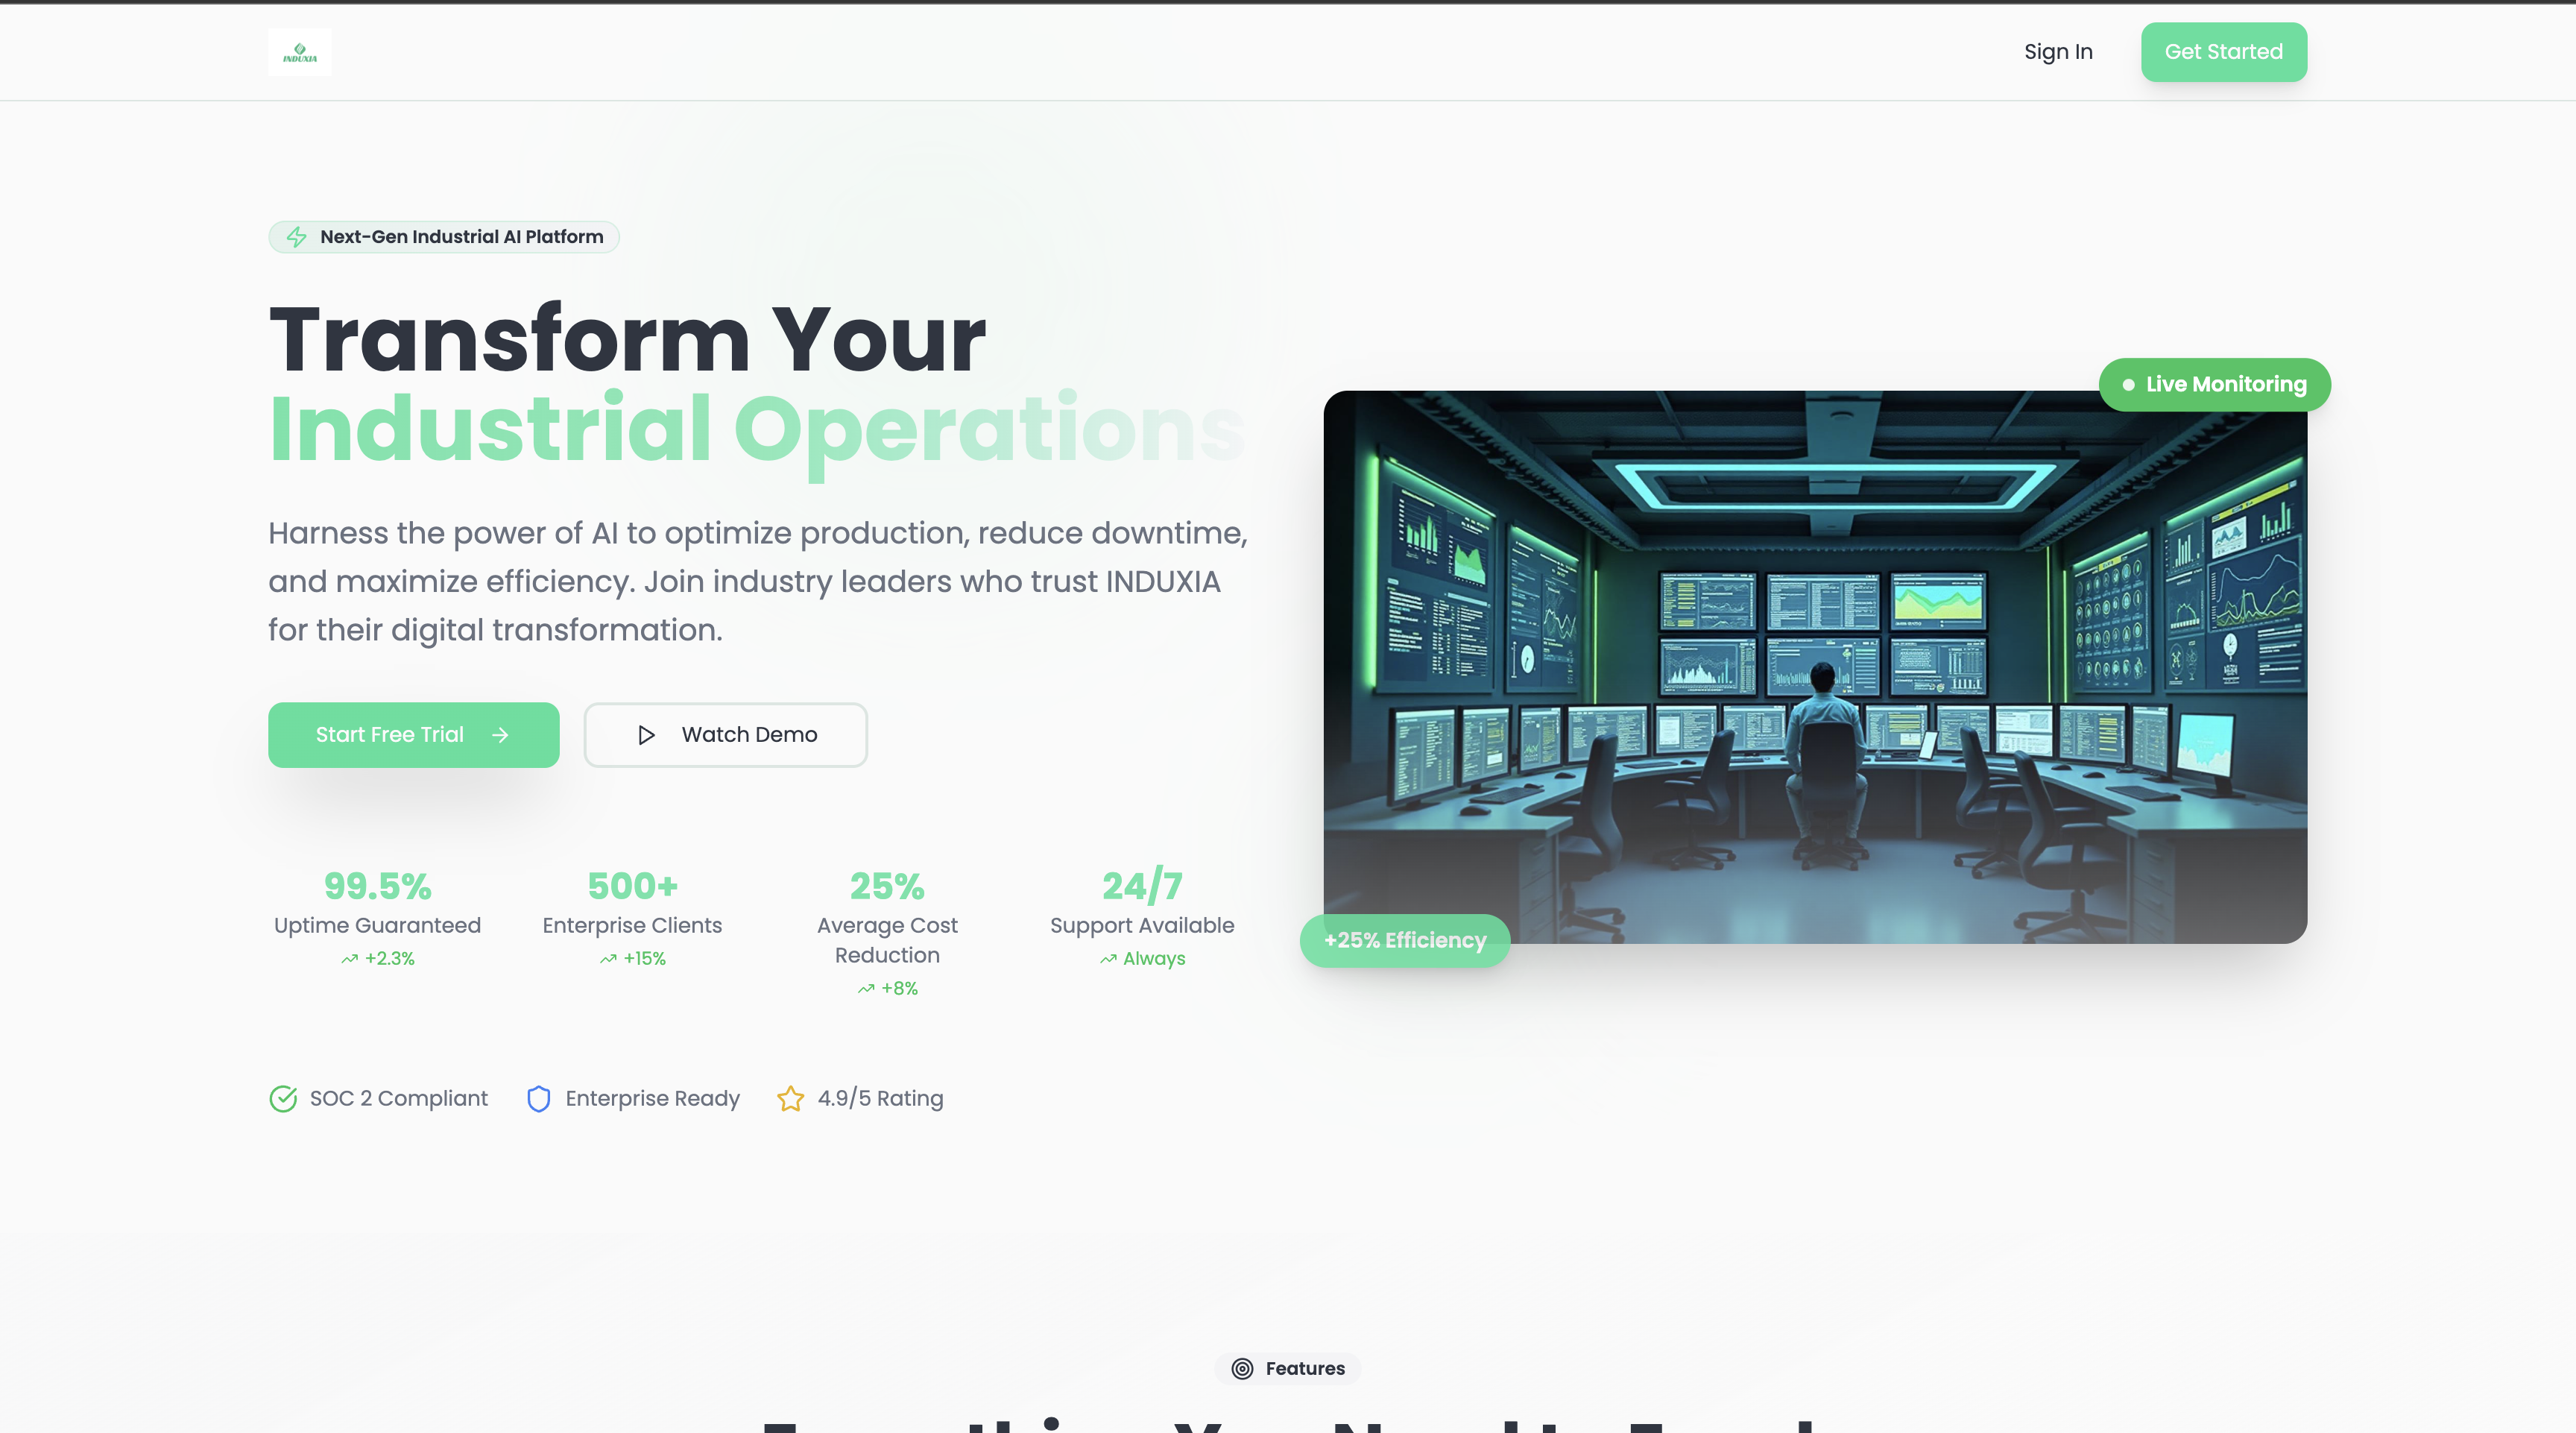 INDUXIA
Sign In
Get Started
Next-Gen Industrial AI Platform
Transform Your
Industrial Operations
Harness the power of AI to optimize production, reduce downtime,
and maximize efficiency. Join industry leaders who trust INDUXIA
for their digital transformation.
Start Free Trial
Watch Demo
99.5%
Uptime Guaranteed
+2.3%
500+
Enterprise Clients
+15%
25%
Average Cost
Reduction
+8%
24/7
Support Available
Always
SOC 2 Compliant
Enterprise Ready
4.9/5 Rating
Live Monitoring
+25% Efficiency
Features